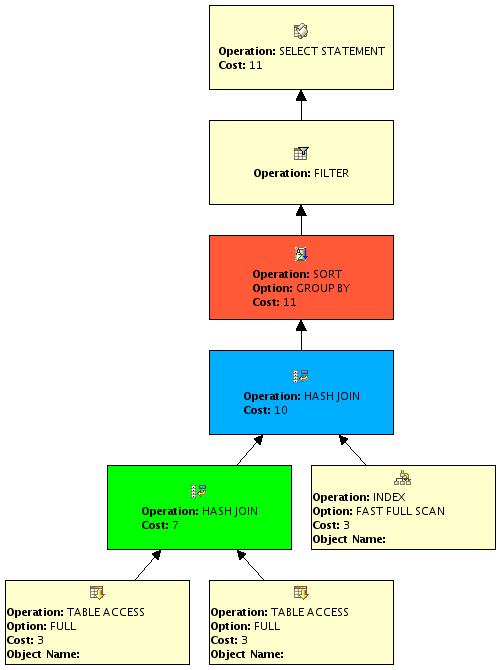 Operation: SELECT STATEMENT
Cost: 11
Operation: FILTER
Operation: SORT
Option: GROUP BY
Cost: 11
Operation: HASH JOIN
Cost: 10
Operation: HASH JOIN
Cost: 7
Operation: INDEX
Option: FAST FULL SCAN
Cost: 3
Object Name:
Operation: TABLE ACCESS
Option: FULL
Cost: 3
Object Name:
Operation: TABLE ACCESS
Option: FULL
Cost: 3
Object Name: